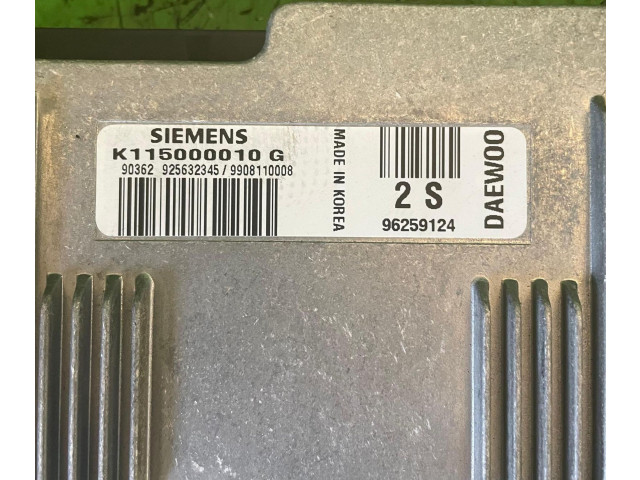 SIEMENS
K115000010 G
90362 925632345 / 9908110008
MADE IN KOREA
2 S
96259124
DAEWOO